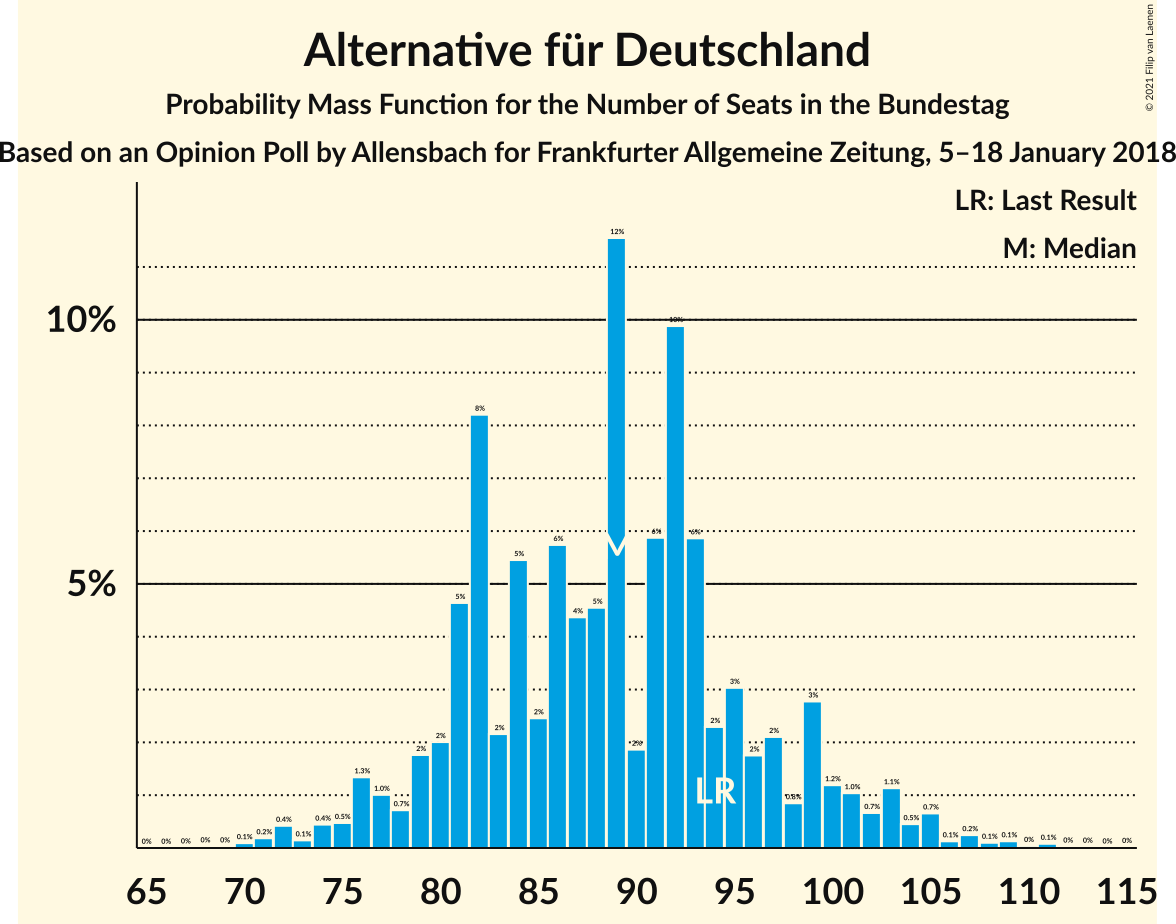 © 2021 Filip van Laenen
Alternative für Deutschland
Probability Mass Function for the Number of Seats in the Bundestag
Based on an Opinion Poll by Allensbach for Frankfurter Allgemeine Zeitung, 5–18 January 2018
LR: Last Result
M: Median
10%
5%
0% 0% 0% 0% 0% 0.1% 0.2% 0.4% 0.1% 0.4% 0.5% 1.3% 1.0% 0.7% 2% 2% 5% 8% 2% 5% 2% 6% 4% 5% 12% 2% 6% 10% 6% 2% 3% 2% 2% 0.8% 3% 1.2% 1.0% 0.7% 1.1% 0.5% 0.7% 0.1% 0.2% 0.1% 0.1% 0% 0.1% 0% 0% 0% 0%
LR
65 70 75 80 85 90 95 100 105 110 115